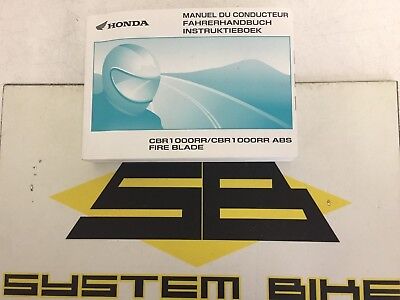 HONDA
MANUEL DU CONDUCTEUR
FAHRERHANDBUCH
INSTRUKTIEBOEK
CBR1000RR/CBR1000RR ABS
FIRE BLADE
SB
SYSTEM BIKE